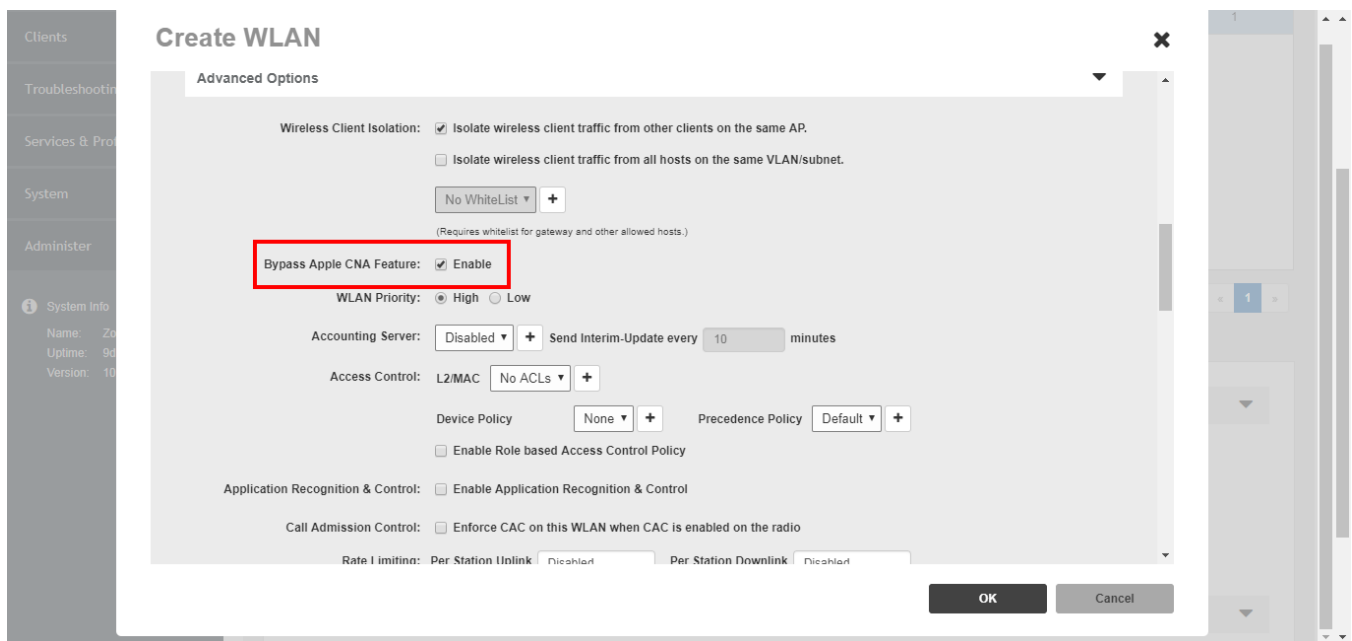 Clients
Troubleshootin
Services & Prof
System
Administer
System Info
Name: Zo
Uptime: 9d
Version: 10
Create WLAN
Advanced Options
Wireless Client Isolation: Isolate wireless client traffic from other clients on the same AP.
Isolate wireless client traffic from all hosts on the same VLAN/subnet.
No WhiteList +
(Requires whitelist for gateway and other allowed hosts.)
Bypass Apple CNA Feature: Enable
WLAN Priority: High Low
Accounting Server: Disabled + Send Interim-Update every 10 minutes
Access Control: L2/MAC No ACLs +
Device Policy None + Precedence Policy Default +
Enable Role based Access Control Policy
Application Recognition & Control: Enable Application Recognition & Control
Call Admission Control: Enforce CAC on this WLAN when CAC is enabled on the radio
Rate Limiting: Per Station Uplink Disabled Per Station Downlink Disabled
OK Cancel
1
« 1 »